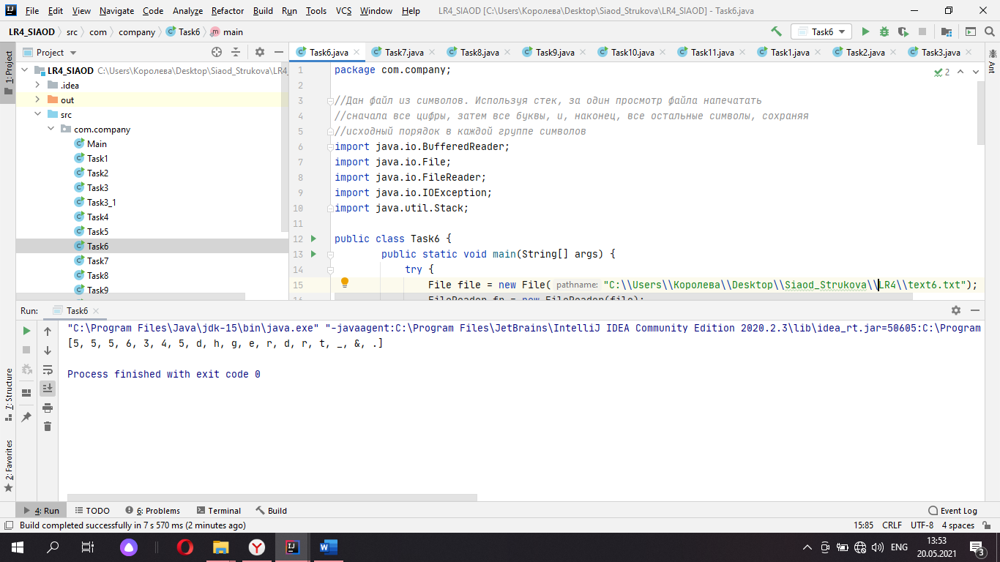 File Edit View Navigate Code Analyze Refactor Build Run Tools VCS Window Help LR4_SIAOD [C:\Users\Королева\Desktop\Siaod_Strukova\LR4_SIAOD] - Task6.java
LR4_SIAOD src com company Task6 main Task6
1: Project
Project
Task6.java Task7.java Task8.java Task9.java Task10.java Task11.java Task1.java Task2.java Task3.java
Ant
LR4_SIAOD C:\Users\Королева\Desktop\Siaod_Strukova\LR4_
.idea
out
src
com.company
Main
Task1
Task2
Task3
Task3_1
Task4
Task5
Task6
Task7
Task8
Task9
2
1 package com.company;
2
3 //Дан файл из символов. Используя стек, за один просмотр файла напечатать
4 //сначала все цифры, затем все буквы, и, наконец, все остальные символы, сохраняя
5 //исходный порядок в каждой группе символов
6 import java.io.BufferedReader;
7 import java.io.File;
8 import java.io.FileReader;
9 import java.io.IOException;
10 import java.util.Stack;
11
12 public class Task6 {
13 public static void main(String[] args) {
14 try {
15 File file = new File( pathname: "C:\\Users\\Королева\\Desktop\\Siaod_Strukova\\LR4\\text6.txt");
16 FileReader fr = new FileReader(file);
Run: Task6
"C:\Program Files\Java\jdk-15\bin\java.exe" "-javaagent:C:\Program Files\JetBrains\IntelliJ IDEA Community Edition 2020.2.3\lib\idea_rt.jar=50605:C:\Program
[5, 5, 5, 6, 3, 4, 5, d, h, g, e, r, d, r, t, _, &, .]
Process finished with exit code 0
7: Structure
2: Favorites
4: Run TODO 6: Problems Terminal Build Event Log
Build completed successfully in 7 s 570 ms (2 minutes ago) 15:85 CRLF UTF-8 4 spaces
ENG 13:53
20.05.2021
3